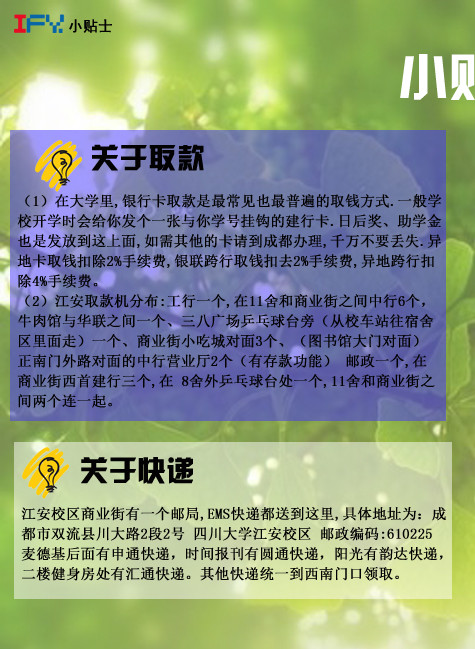 IFY. 小贴士
小贴
关于取款
（1）在大学里,银行卡取款是最常见也最普遍的取钱方式.一般学
校开学时会给你发个一张与你学号挂钩的建行卡.日后奖、助学金
也是发放到这上面,如需其他的卡请到成都办理,千万不要丢失.异
地卡取钱扣除2%手续费,银联跨行取钱扣去2%手续费,异地跨行扣
除4%手续费。
（2）江安取款机分布:工行一个,在11舍和商业街之间中行6个，
牛肉馆与华联之间一个、三八广场乒乓球台旁（从校车站往宿舍
区里面走）一个、商业街小吃城对面3个、（图书馆大门对面）
正南门外路对面的中行营业厅2个（有存款功能） 邮政一个,在
商业街西首建行三个,在 8舍外乒乓球台处一个,11舍和商业街之
间两个连一起。
关于快递
江安校区商业街有一个邮局,EMS快递都送到这里,具体地址为：成
都市双流县川大路2段2号 四川大学江安校区 邮政编码:610225
麦德基后面有申通快递，时间报刊有圆通快递，阳光有韵达快递，
二楼健身房处有汇通快递。其他快递统一到西南门口领取。